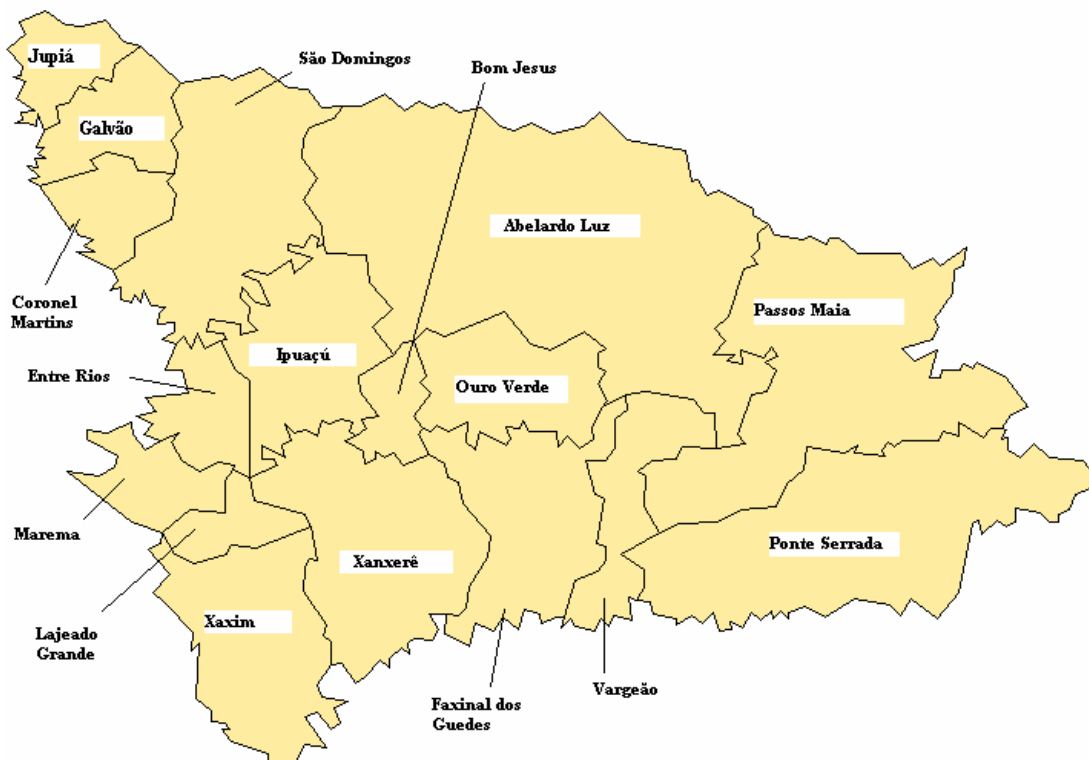 Jupiá
São Domingos
Bom Jesus
Galvão
Abelardo Luz
Coronel
Martins
Passos Maia
Ipuaçú
Entre Rios
Ouro Verde
Marema
Ponte Serrada
Xanxerê
Xaxim
Lajeado
Grande
Vargeão
Faxinal dos
Guedes